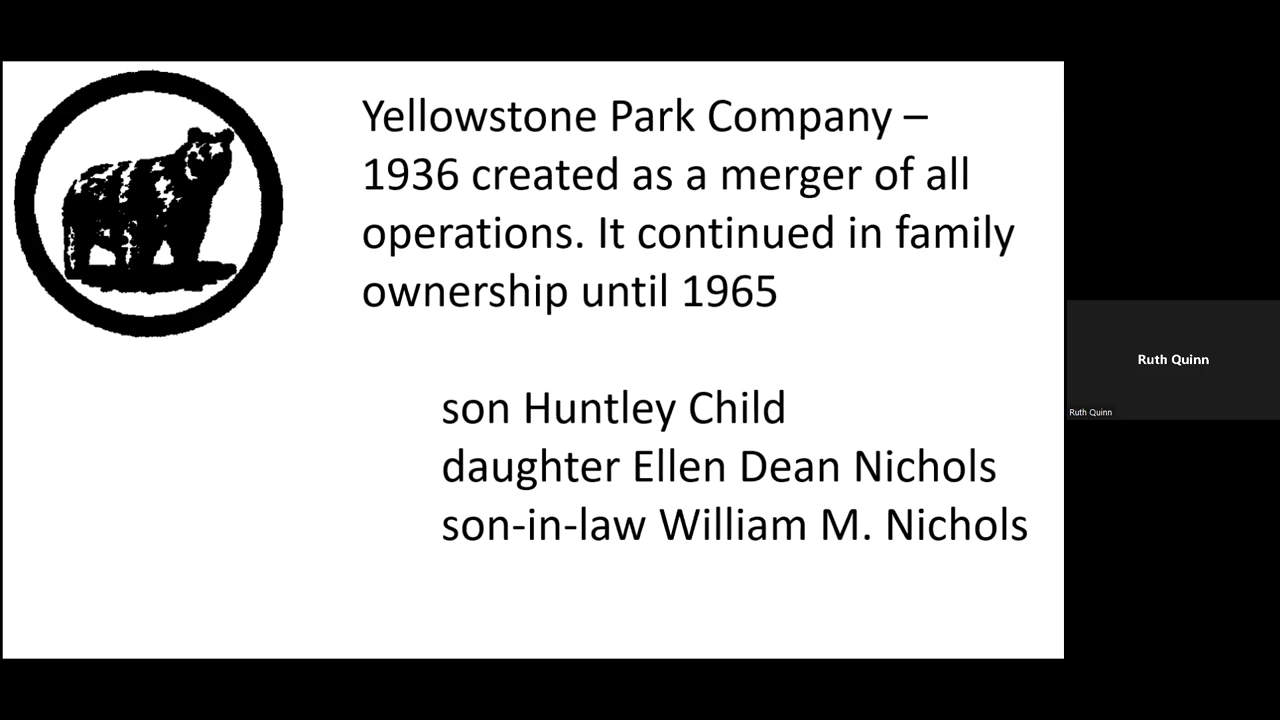 Yellowstone Park Company –
1936 created as a merger of all
operations. It continued in family
ownership until 1965
son Huntley Child
daughter Ellen Dean Nichols
son-in-law William M. Nichols
Ruth Quinn
Ruth Quinn